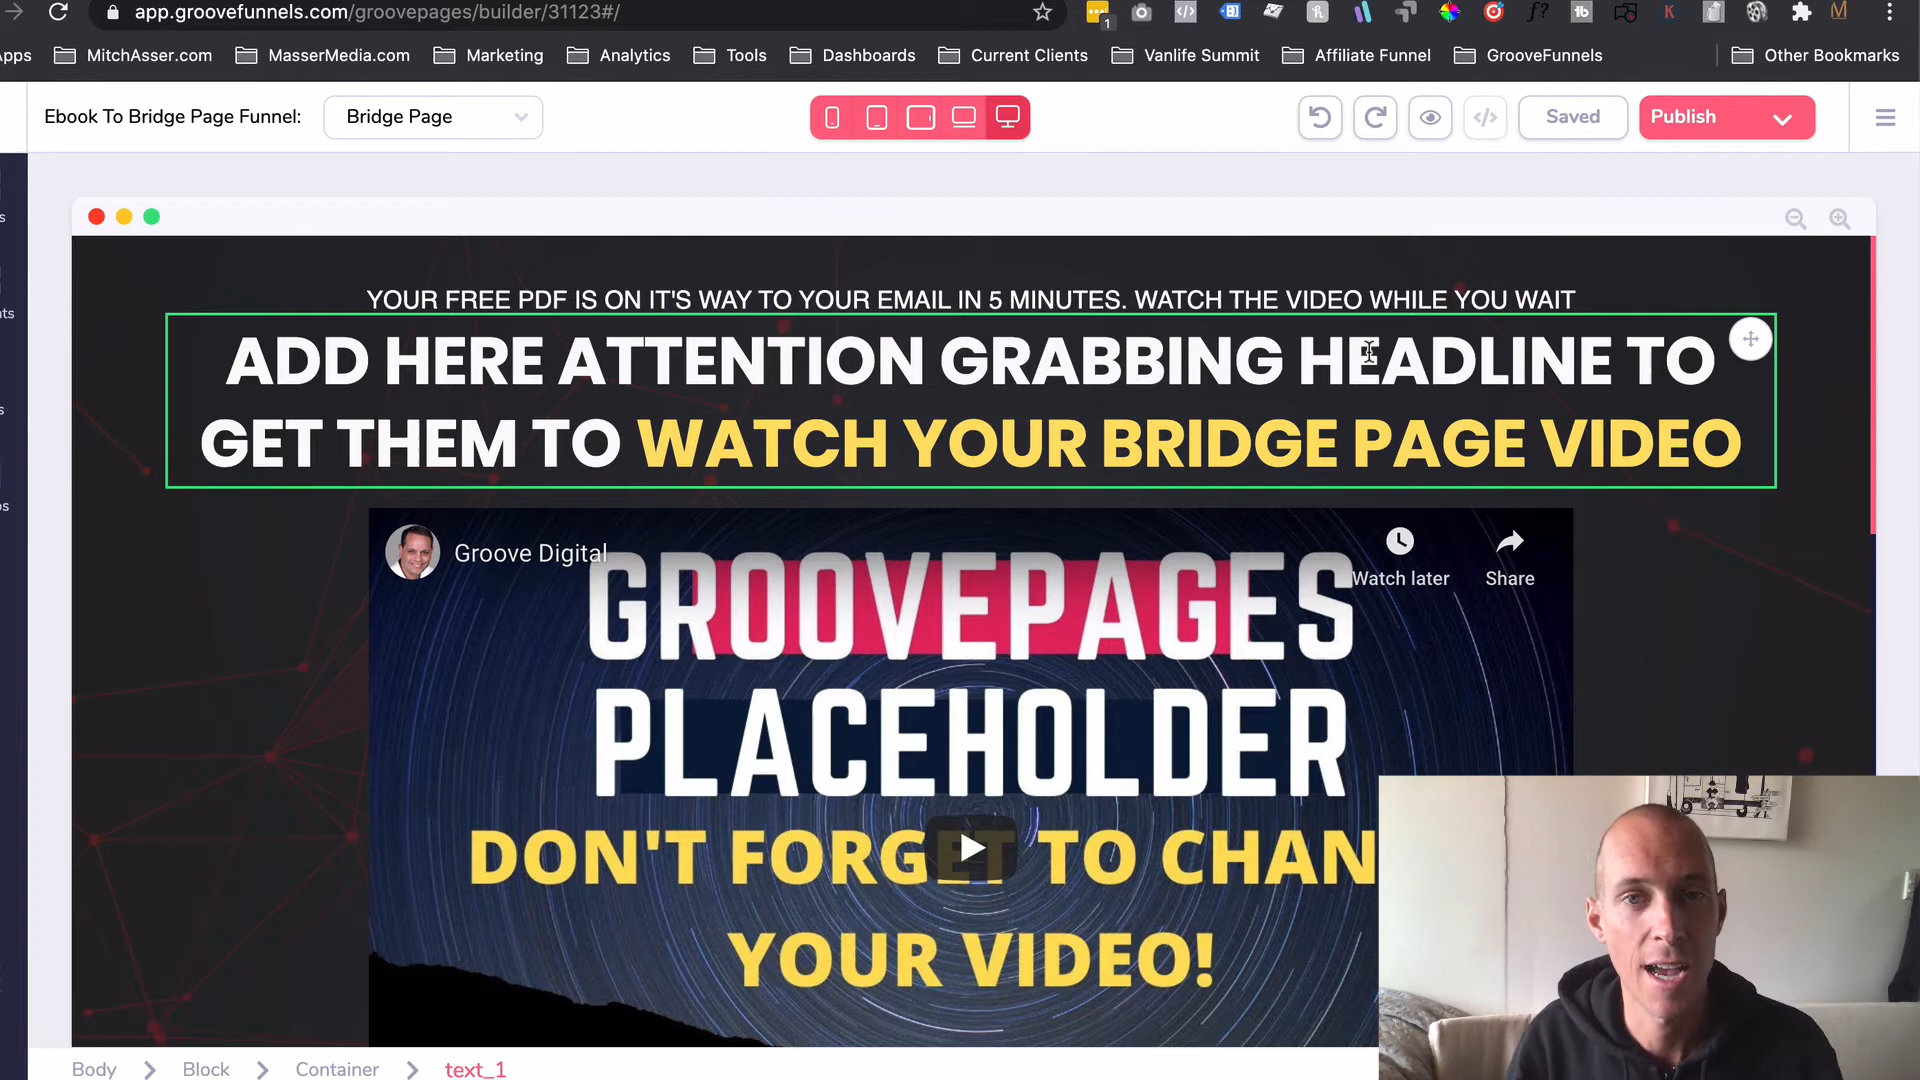 app.groovefunnels.com/groovepages/builder/31123#/
1
MitchAsser.com
MasserMedia.com
Marketing
Analytics
Tools
Dashboards
Current Clients
Vanlife Summit
Affiliate Funnel
GrooveFunnels
Other Bookmarks
Ebook To Bridge Page Funnel:
Bridge Page
Saved
Publish
YOUR FREE PDF IS ON IT'S WAY TO YOUR EMAIL IN 5 MINUTES. WATCH THE VIDEO WHILE YOU WAIT
ADD HERE ATTENTION GRABBING HEADLINE TO
GET THEM TO WATCH YOUR BRIDGE PAGE VIDEO
Groove Digital
Watch later
Share
GROOVEPAGES
PLACEHOLDER
DON'T FORGET TO CHAN
YOUR VIDEO!
Body
Block
Container
text_1